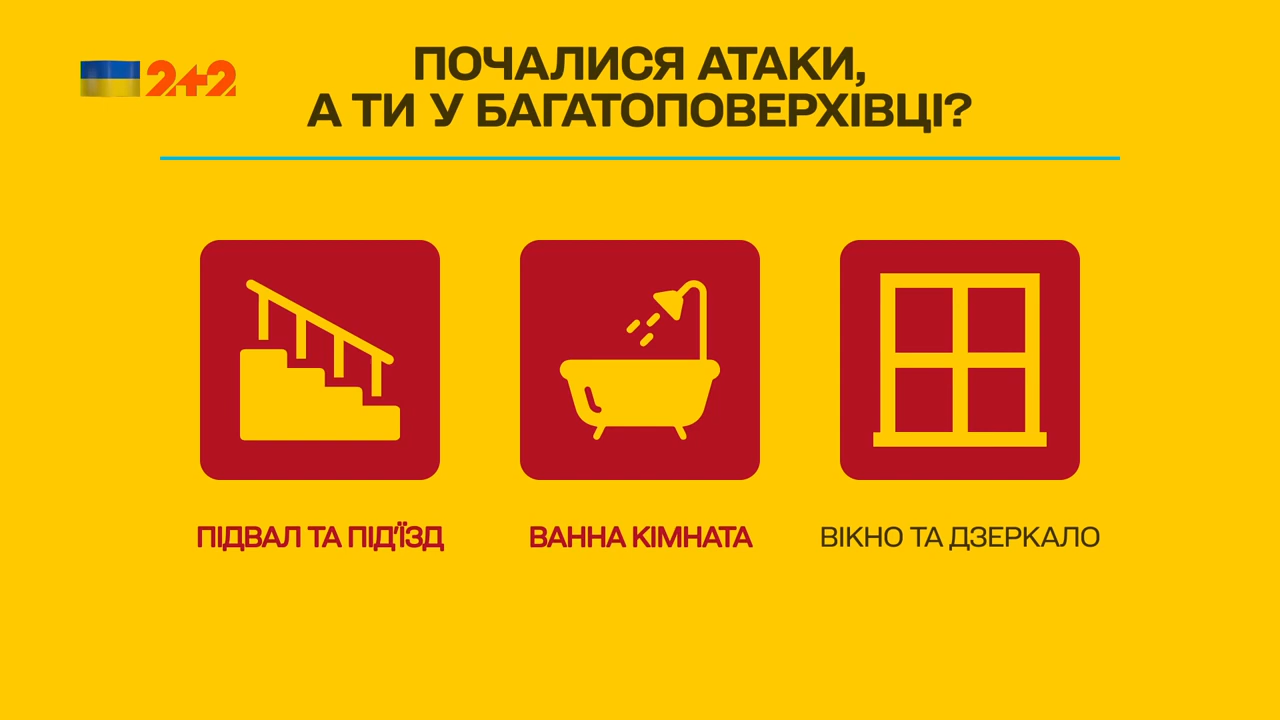 2+2
ПОЧАЛИСЯ АТАКИ,
А ТИ У БАГАТОПОВЕРХІВЦІ?
ПІДВАЛ ТА ПІД'ЇЗД
ВАННА КІМНАТА
ВІКНО ТА ДЗЕРКАЛО